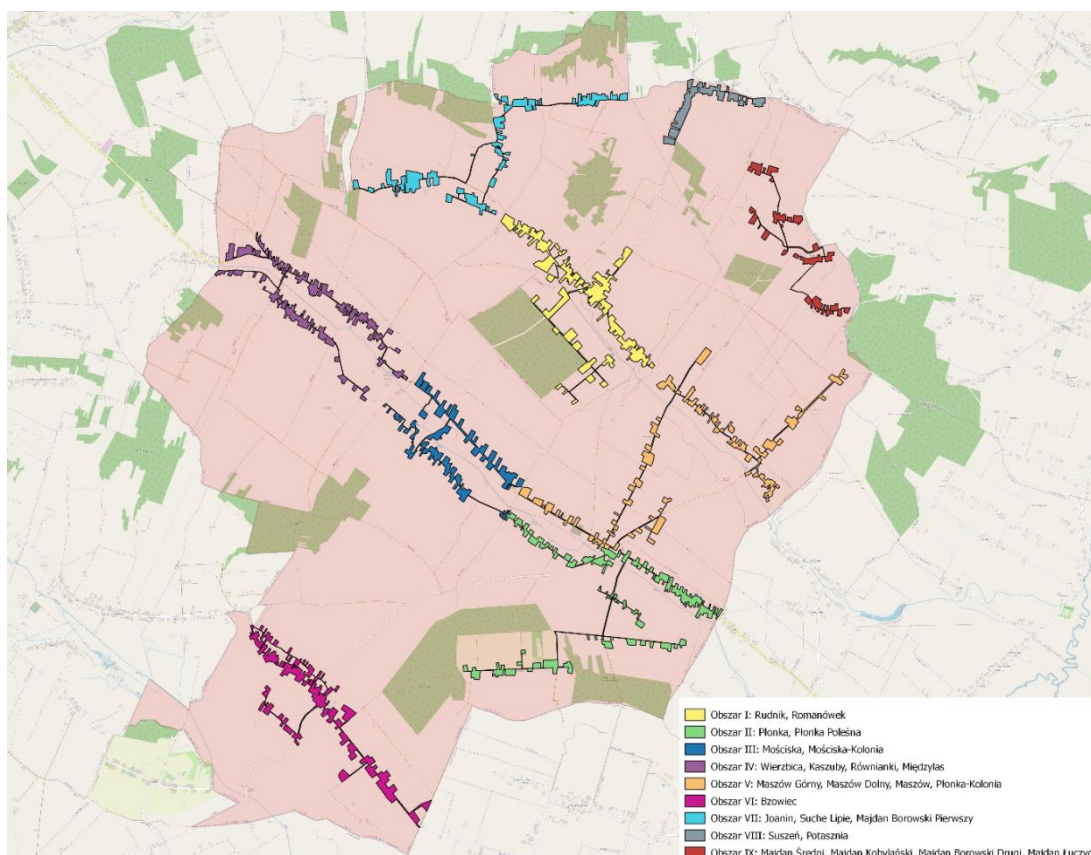 Obszar I: Rudnik, Romanówek
Obszar II: Płonka, Płonka Poleśna
Obszar III: Mościska, Mościska-Kolonia
Obszar IV: Wierzbica, Kaszuby, Równianki, Międzylas
Obszar V: Maszów Górny, Maszów Dolny, Maszów, Płonka-Kolonia
Obszar VI: Bzowiec
Obszar VII: Joanin, Suche Lipie, Majdan Borowski Pierwszy
Obszar VIII: Suszeń, Potasznia
Obszar IX: Majdan Średni, Majdan Kobylański, Majdan Borowski Drugi, Majdan Łuczyc